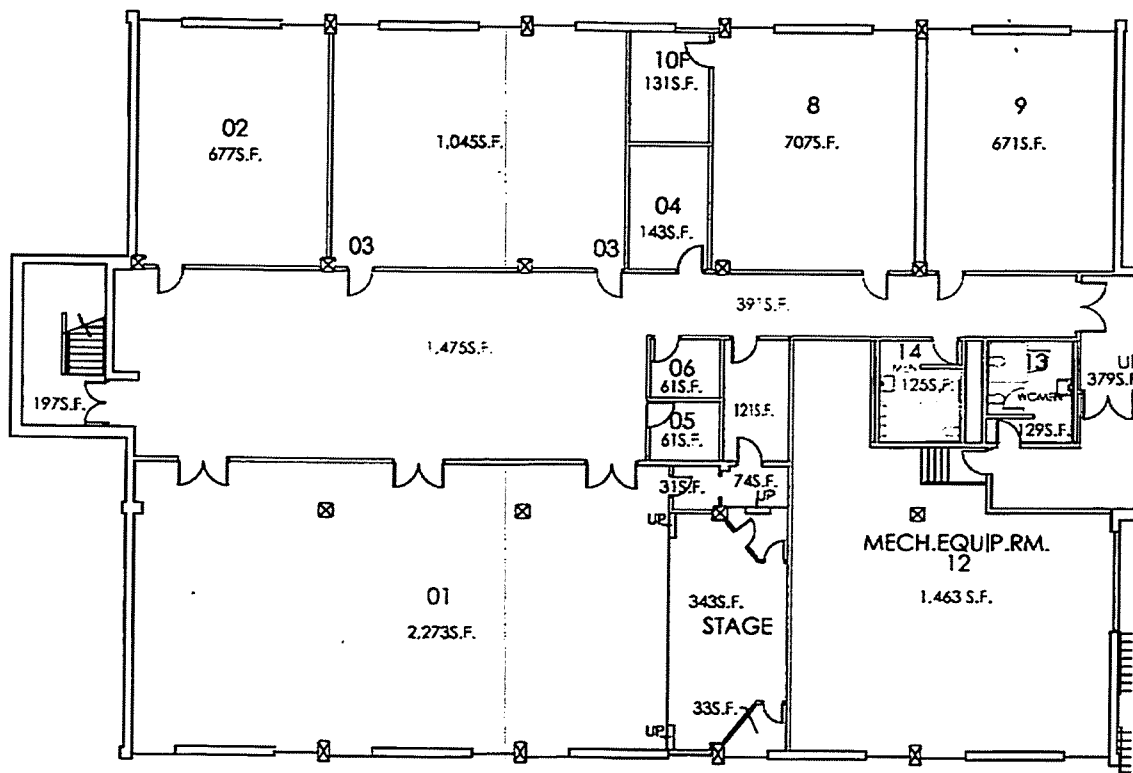 02
677S.F.
1,045S.F.
10F
131S.F.
8
707S.F.
9
671S.F.
04
143S.F.
03
03
391S.F.
1,475S.F.
197S.F.
06
61S.F.
05
61S.F.
121S.F.
14
MEN
125S.F.
13
WOMEN
129S.F.
379S.F.
31S.F.
74S.F.
UP
UP
MECH.EQUIP.RM.
12
1,463 S.F.
01
2,273S.F.
343S.F.
STAGE
33S.F.
UP